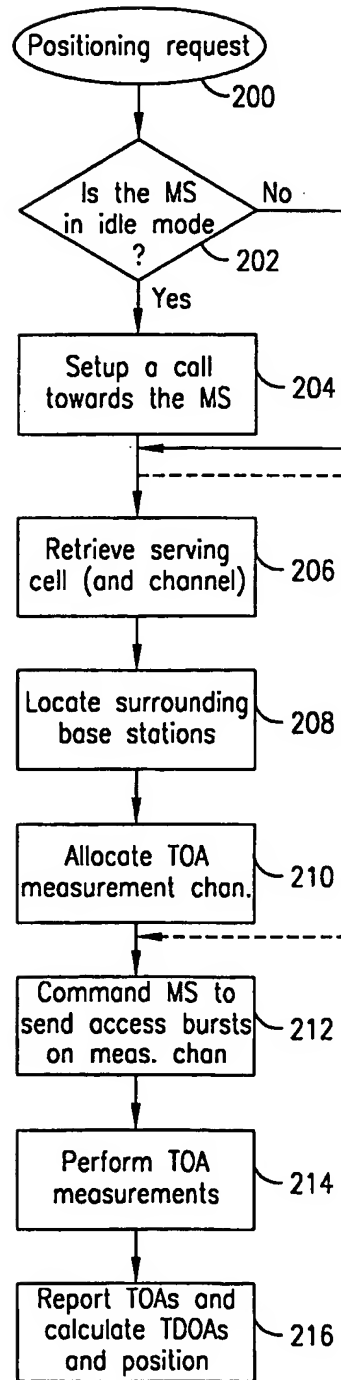 Positioning request
200
Is the MS
in idle mode
?
No
202
Yes
Setup a call
towards the MS
204
Retrieve serving
cell (and channel)
206
Locate surrounding
base stations
208
Allocate TOA
measurement chan.
210
Command MS to
send access bursts
on meas. chan
212
Perform TOA
measurements
214
Report TOAs and
calculate TDOAs
and position
216